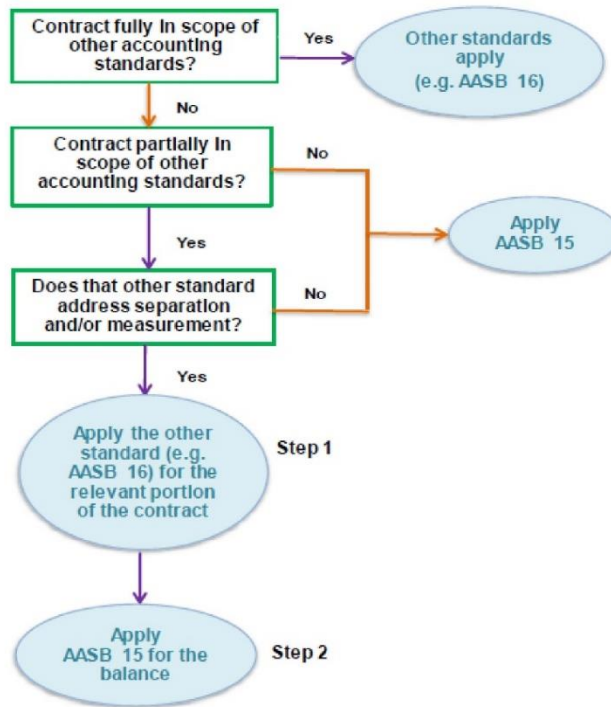 Contract fully In scope of
other accounting
standards?
Yes
Other standards
apply
(e.g. AASB 16)
No
Contract partially In
scope of other
accounting standards?
No
Apply
AASB 15
Yes
Does that other standard
address separation
and/or measurement?
No
Yes
Apply the other
standard (e.g.
AASB 16) for the
relevant portion
of the contract
Step 1
Apply
AASB 15 for the
balance
Step 2